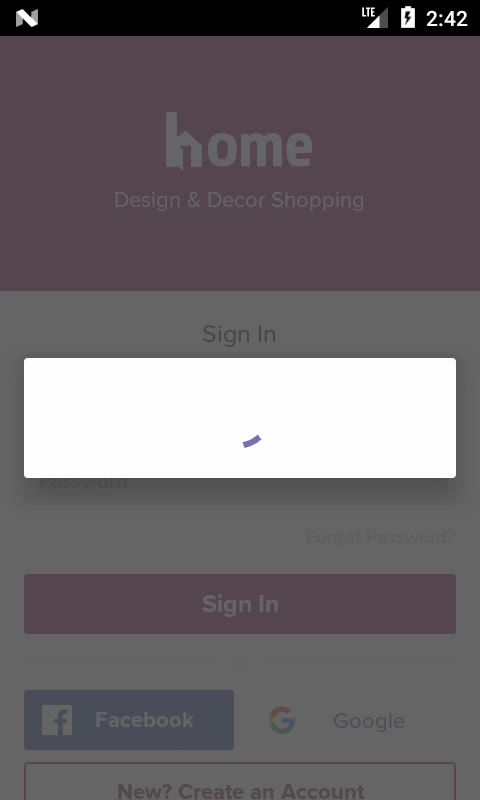 LTE
2:42
home
Design & Decor Shopping
Sign In
Password
Forgot Password?
Sign In
or
Facebook
Google
New? Create an Account